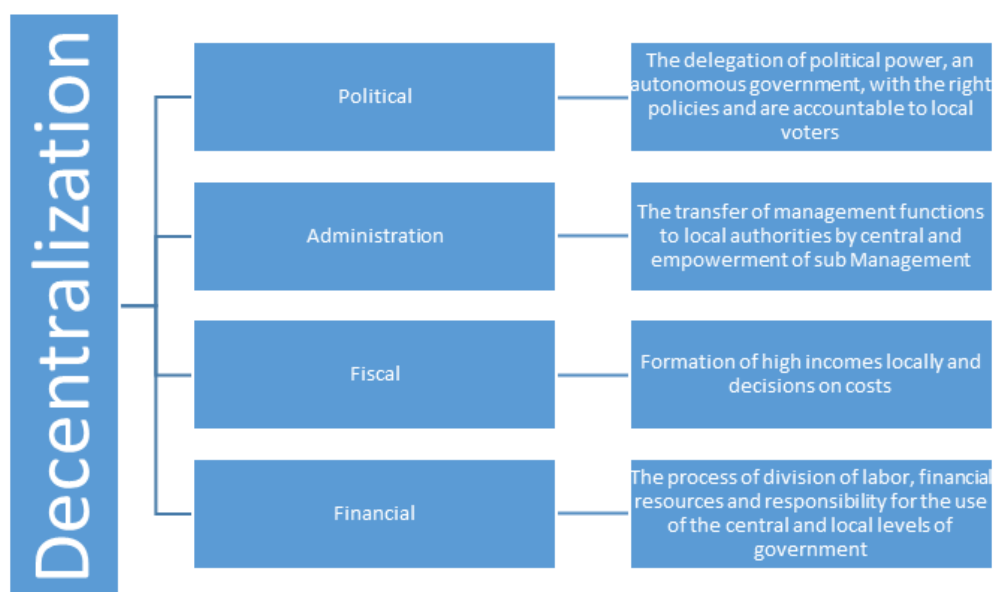 Decentralization
Political
The delegation of political power, an
autonomous government, with the right
policies and are accountable to local
voters
Administration
The transfer of management functions
to local authorities by central and
empowerment of sub Management
Fiscal
Formation of high incomes locally and
decisions on costs
Financial
The process of division of labor, financial
resources and responsibility for the use
of the central and local levels of
government